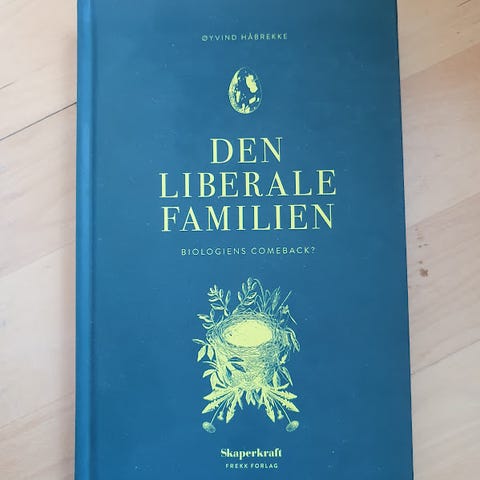 ØYVIND HÅBREKKE
DEN
LIBERALE
FAMILIEN
BIOLOGIENS COMEBACK?
Skaperkraft
FREKK FORLAG